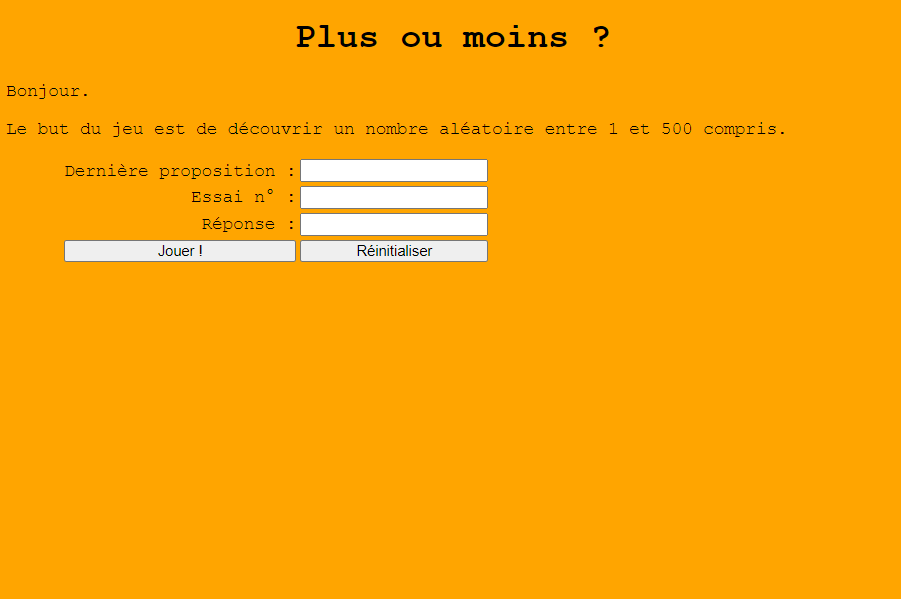 Plus ou moins ?
Bonjour.
Le but du jeu est de découvrir un nombre aléatoire entre 1 et 500 compris.
Dernière proposition :
Essai n° :
Réponse :
Jouer ! Réinitialiser